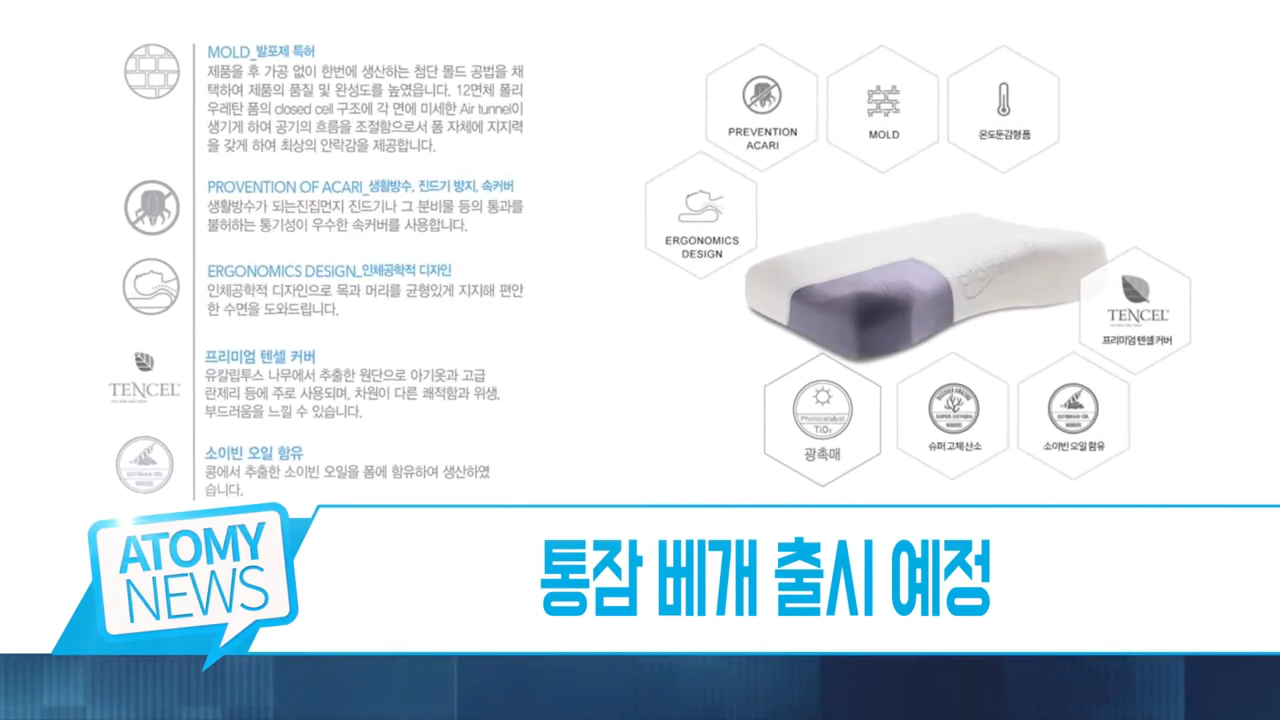 MOLD_발포제 특허
제품을 후 가공 없이 한번에 생산하는 첨단 몰드 공법을 채
택하여 제품의 품질 및 완성도를 높였읍니다. 12면체 폴리
우레탄 폼의 closed cell 구조에 각 면에 미세한 Air tunnel이
생기게 하여 공기의 흐름을 조절함으로서 폼 자체에 지지력
을 갖게 하여 최상의 안락감을 제공합니다.
PROVENTION OF ACARI_생활방수, 진드기 방지, 속커버
생활방수가 되는진집먼지 진드기나 그 분비물 등의 통과를
불허하는 통기성이 우수한 속커버를 사용합니다.
ERGONOMICS DESIGN_인체공학적 디자인
인체공학적 디자인으로 목과 머리를 균형있게 지지해 편안
한 수면을 도와드립니다.
TENCEL
프리미엄 텐셀 커버
유칼립투스 나무에서 추출한 원단으로 아기옷과 고급
란제리 등에 주로 사용되며, 차원이 다른 쾌적함과 위생,
부드러움을 느낄 수 있습니다.
SOYBEAN OIL
소이빈 오일 함유
콩에서 추출한 소이빈 오일을 폼에 함유하여 생산하였
습니다.
PREVENTION
ACARI
MOLD
온도둔감형 폼
ERGONOMICS
DESIGN
TENCEL
프리미엄 텐셀 커버
Photocatalyst
TiO₂
광촉매
SUPER OXYGEN
슈퍼 고체 산소
SOYBEAN OIL
소이빈 오일 함유
ATOMY
NEWS
통잠 베개 출시 예정